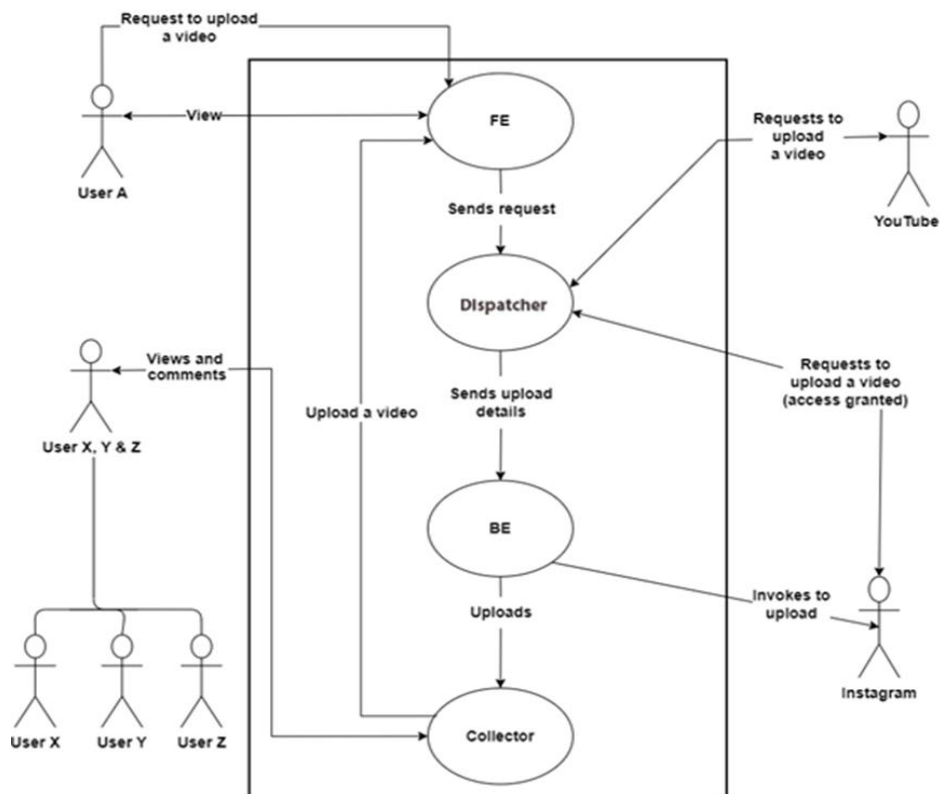 Request to upload
a video
View
User A
FE
Requests to
upload
a video
YouTube
Sends request
DIspatcher
Views and
comments
User X, Y & Z
Upload a video
Sends upload
details
Requests to
upload a video
(access granted)
BE
Invokes to
upload
Instagram
Uploads
User X
User Y
User Z
Collector